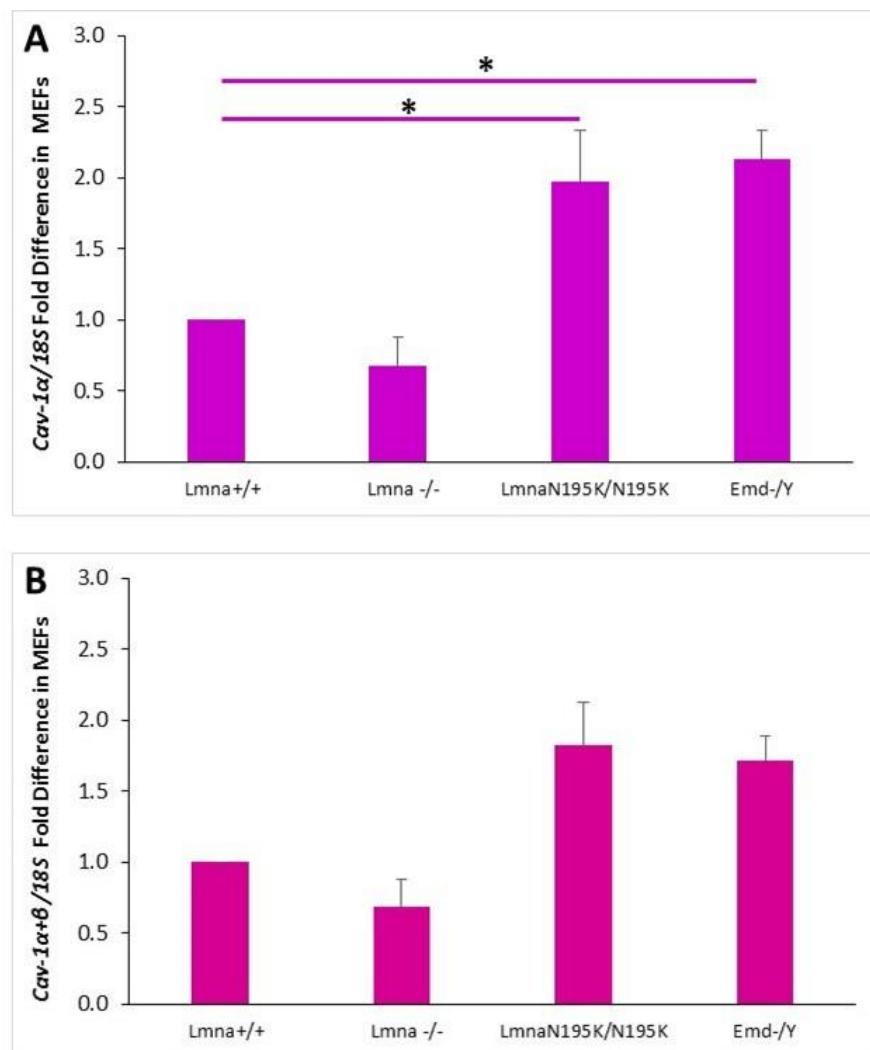 A
Cav-1α/18S Fold Difference in MEFs
3.0
2.5
2.0
1.5
1.0
0.5
0.0
*
*
Lmna+/+
Lmna -/-
LmnaN195K/N195K
Emd-/Y
B
Cav-1α+β/18S Fold Difference in MEFs
3.0
2.5
2.0
1.5
1.0
0.5
0.0
Lmna+/+
Lmna -/-
LmnaN195K/N195K
Emd-/Y